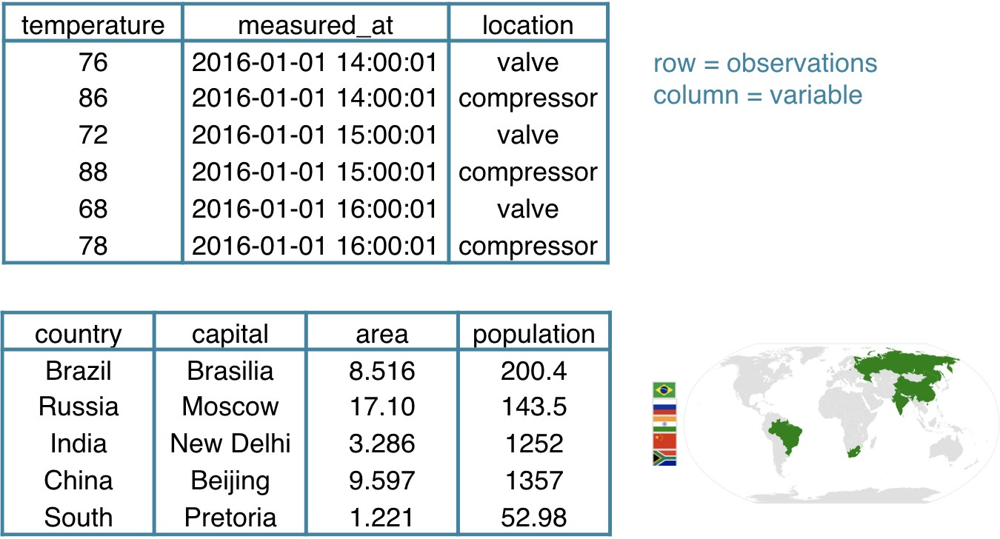 temperature measured_at location
76 2016-01-01 14:00:01 valve
86 2016-01-01 14:00:01 compressor
72 2016-01-01 15:00:01 valve
88 2016-01-01 15:00:01 compressor
68 2016-01-01 16:00:01 valve
78 2016-01-01 16:00:01 compressor
row = observations
column = variable
country capital area population
Brazil Brasilia 8.516 200.4
Russia Moscow 17.10 143.5
India New Delhi 3.286 1252
China Beijing 9.597 1357
South Pretoria 1.221 52.98